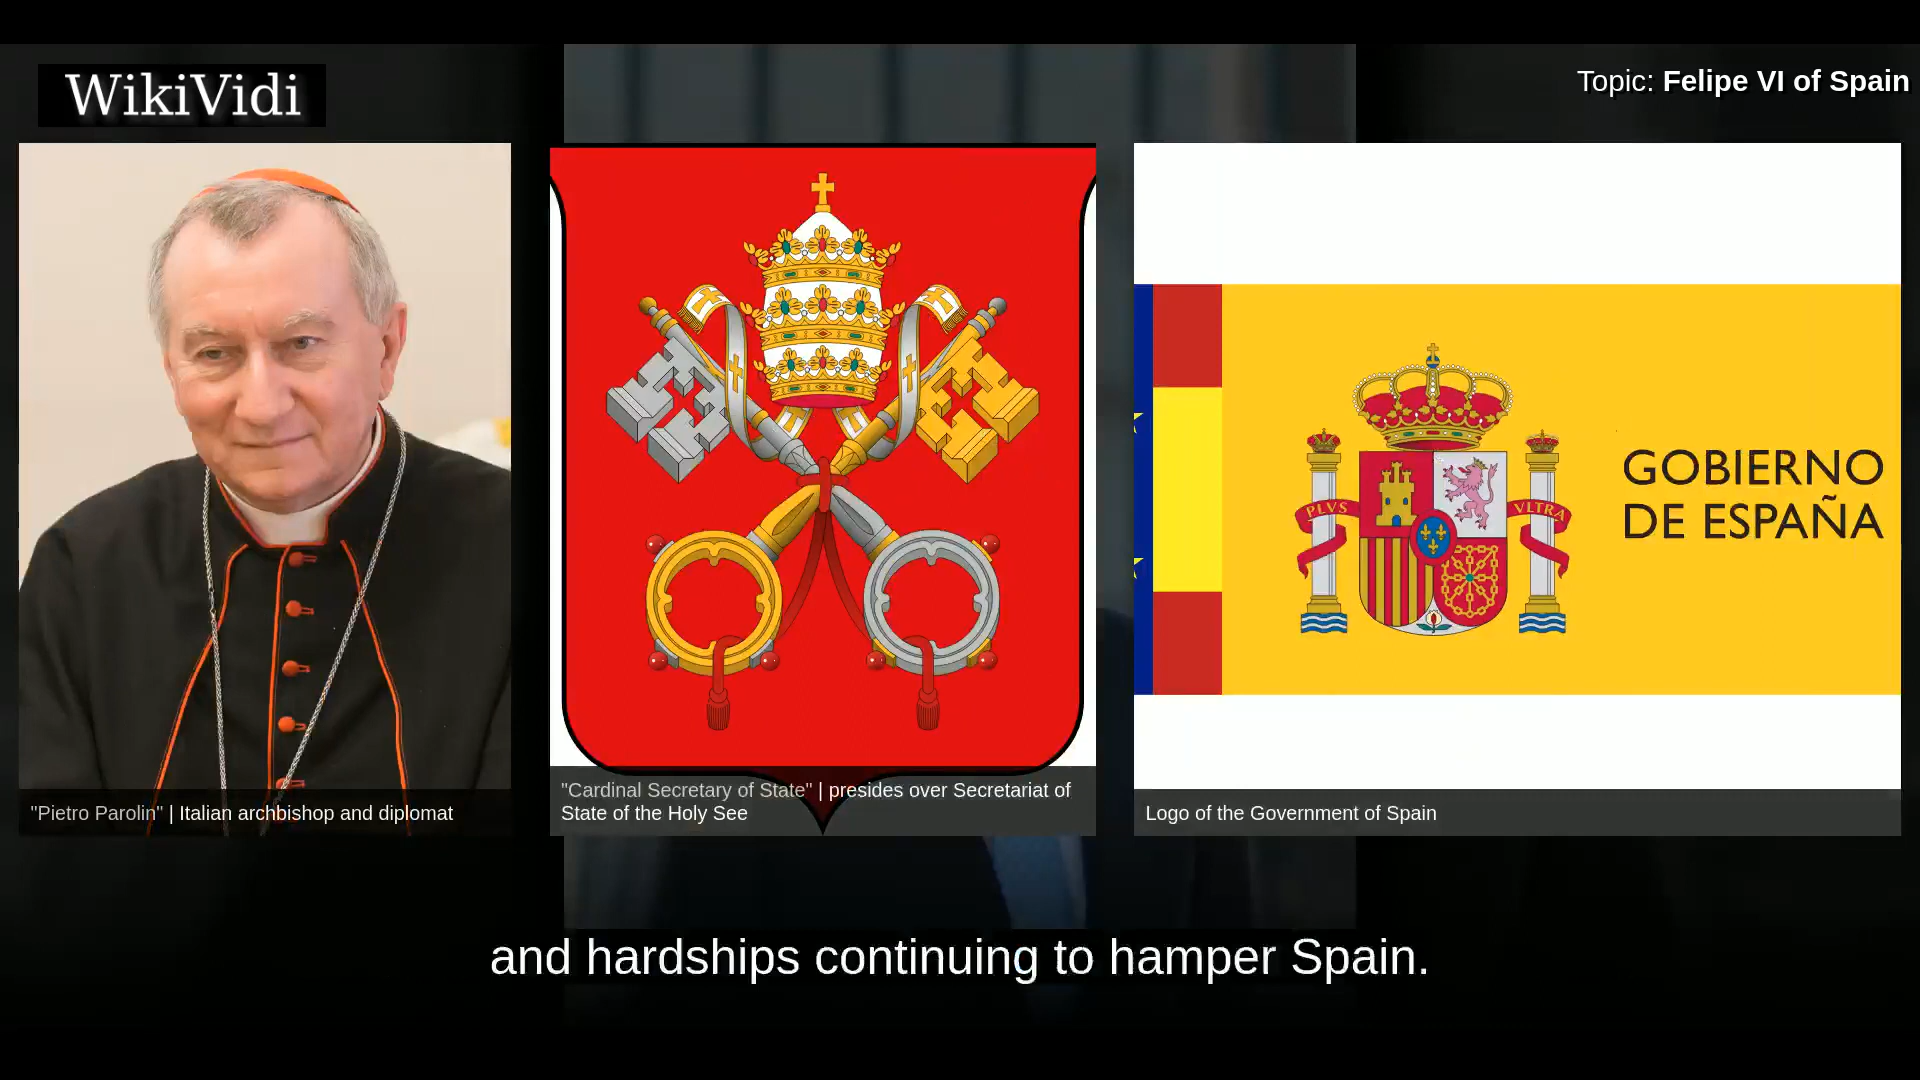 WikiVidi
Topic: Felipe VI of Spain
PLVS VLTRA
GOBIERNO
DE ESPAÑA
"Pietro Parolin" | Italian archbishop and diplomat
"Cardinal Secretary of State" | presides over Secretariat of
State of the Holy See
Logo of the Government of Spain
and hardships continuing to hamper Spain.